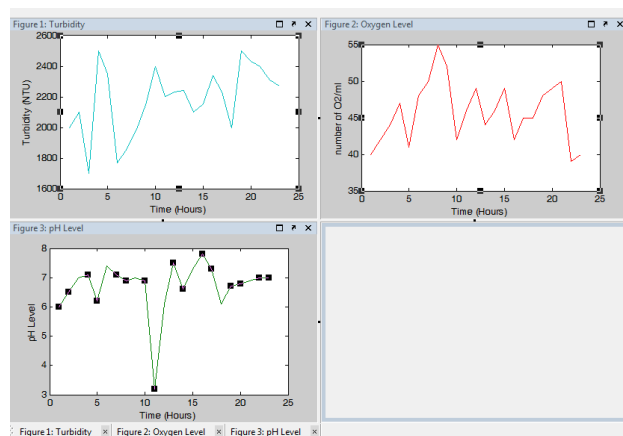 Figure 1: Turbidity
2600
2400
2200
2000
1800
1600
0 5 10 15 20 25
Turbidity (NTU)
Time (Hours)
Figure 2: Oxygen Level
55
50
45
40
35
0 5 10 15 20 25
number of O2/ml
Time (Hours)
Figure 3: pH Level
8
7
6
5
4
3
0 5 10 15 20 25
pH Level
Time (Hours)
Figure 1: Turbidity Figure 2: Oxygen Level Figure 3: pH Level